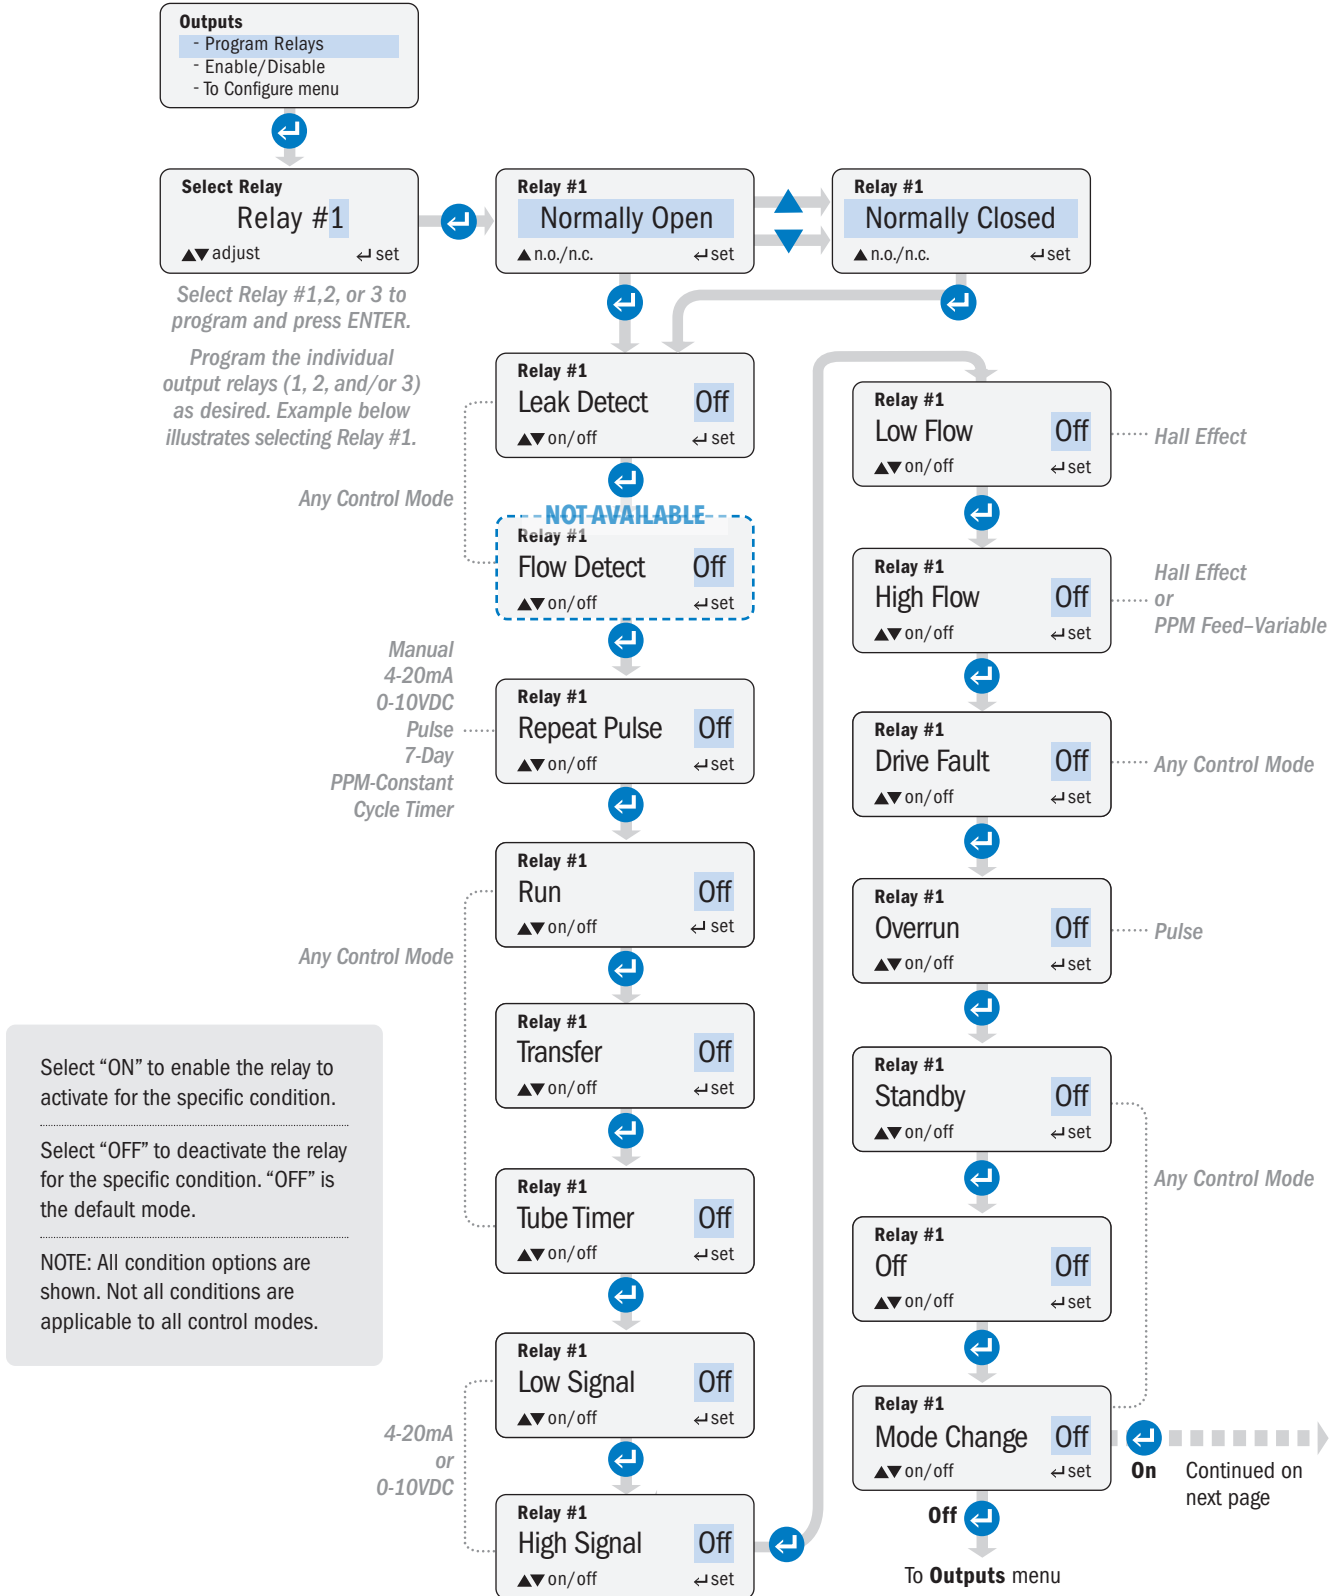 Outputs
- Program Relays
- Enable/Disable
- To Configure menu
Select Relay
Relay #1
▲▼ adjust ↵ set
Relay #1
Normally Open
▲ n.o./n.c. ↵ set
Relay #1
Normally Closed
▲ n.o./n.c. ↵ set
Select Relay #1,2, or 3 to
program and press ENTER.
Program the individual
output relays (1, 2, and/or 3)
as desired. Example below
illustrates selecting Relay #1.
Relay #1
Leak Detect Off
▲▼ on/off ↵ set
Any Control Mode
NOT AVAILABLE
Relay #1
Flow Detect Off
▲▼ on/off ↵ set
Manual
4-20mA
0-10VDC
Pulse
7-Day
PPM-Constant
Cycle Timer
Relay #1
Repeat Pulse Off
▲▼ on/off ↵ set
Relay #1
Run Off
▲▼ on/off ↵ set
Any Control Mode
Relay #1
Transfer Off
▲▼ on/off ↵ set
Relay #1
Tube Timer Off
▲▼ on/off ↵ set
Select “ON” to enable the relay to
activate for the specific condition.
Select “OFF” to deactivate the relay
for the specific condition. “OFF” is
the default mode.
NOTE: All condition options are
shown. Not all conditions are
applicable to all control modes.
Relay #1
Low Signal Off
▲▼ on/off ↵ set
4-20mA
or
0-10VDC
Relay #1
High Signal Off
▲▼ on/off ↵ set
Relay #1
Low Flow Off
▲▼ on/off ↵ set
Hall Effect
Relay #1
High Flow Off
▲▼ on/off ↵ set
Hall Effect
or
PPM Feed–Variable
Relay #1
Drive Fault Off
▲▼ on/off ↵ set
Any Control Mode
Relay #1
Overrun Off
▲▼ on/off ↵ set
Pulse
Relay #1
Standby Off
▲▼ on/off ↵ set
Any Control Mode
Relay #1
Off Off
▲▼ on/off ↵ set
Relay #1
Mode Change Off
▲▼ on/off ↵ set
On
Continued on
next page
Off
To Outputs menu